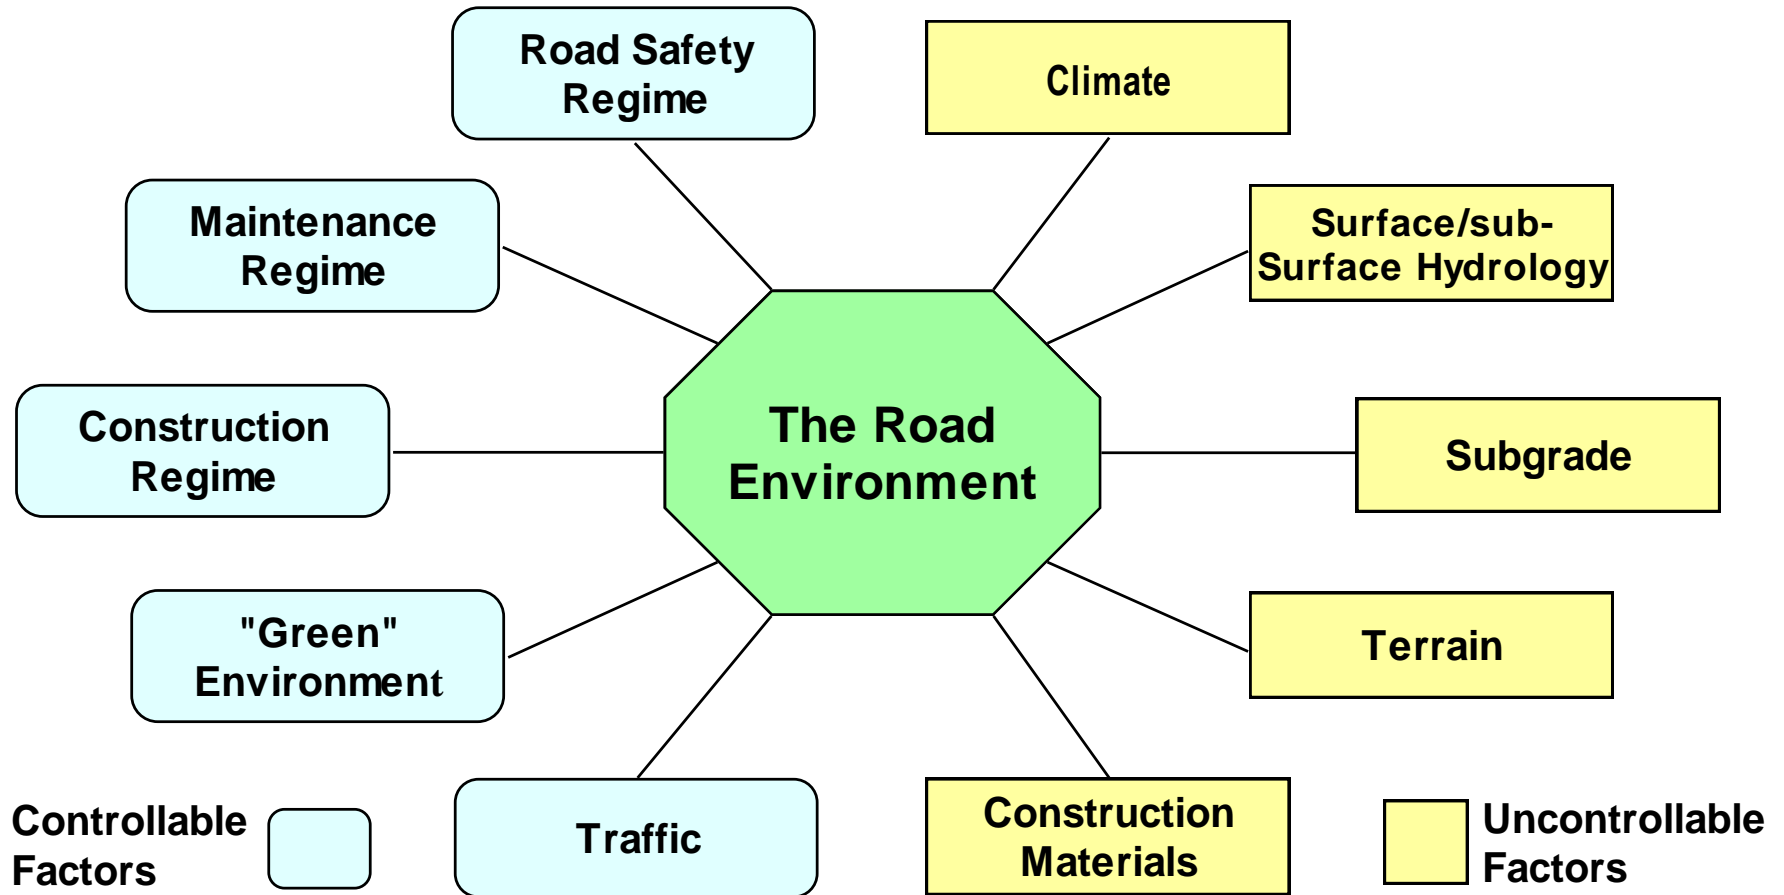 Road Safety
Regime
Climate
Maintenance
Regime
Surface/sub-
Surface Hydrology
Construction
Regime
The Road
Environment
Subgrade
"Green"
Environment
Terrain
Traffic
Construction
Materials
Controllable
Factors
Uncontrollable
Factors